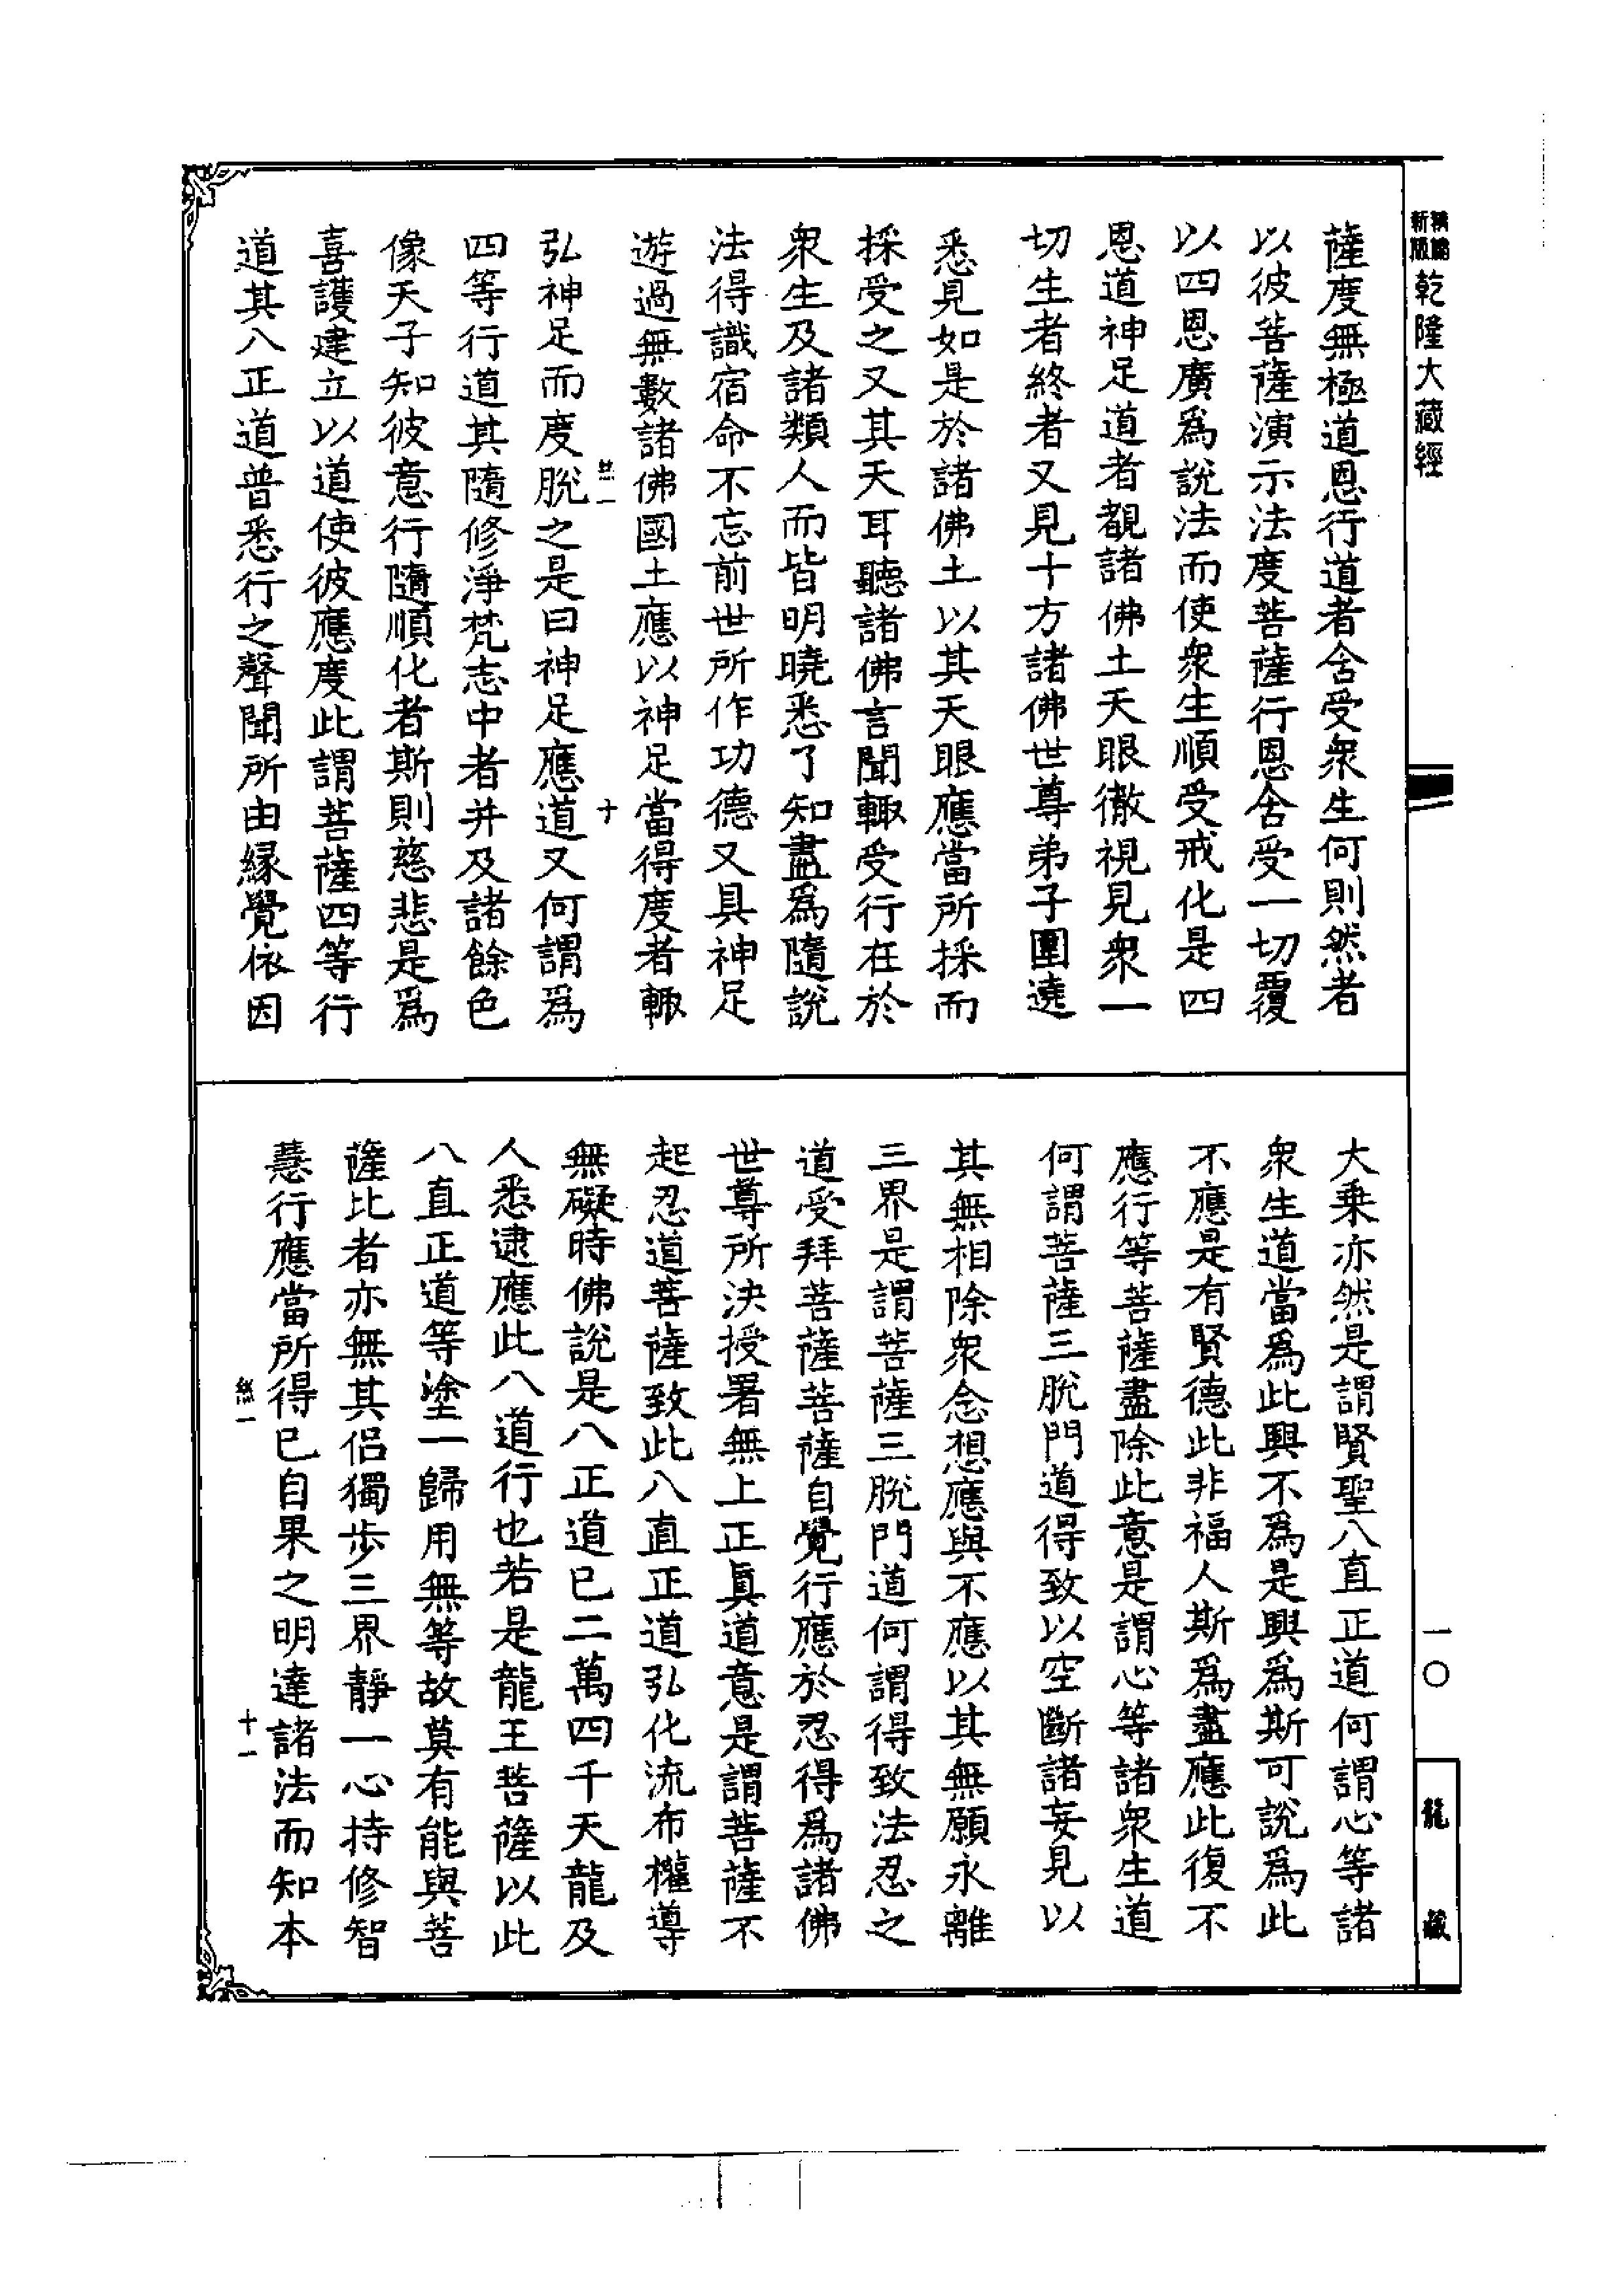 新版
乾隆大藏經
薩度無極道恩行道者含受衆生何則然者
以彼菩薩演示法度菩薩行恩含受一切覆
以四恩廣爲說法而使衆生順受戒化是四
恩道神足道者覩諸佛土天眼徹視見衆一
切生者終者又見十方諸佛世尊弟子圍遶
悉見如是於諸佛土以其天眼應當所採而
採受之又其天耳聽諸佛言聞輙受行在於
衆生及諸類人而皆明曉悉了知盡爲隨說
法得識宿命不忘前世所作功德又具神足
遊過無數諸佛國土應以神足當得度者輙
十
弘神足而度脫之是曰神足應道又何謂爲
四等行道其隨修淨梵志中者并及諸餘色
像天子知彼意行隨順化者斯則慈悲是爲
喜護建立以道使彼應度此謂菩薩四等行
道其八正道普悉行之聲聞所由緣覺依因
大乘亦然是謂賢聖八直正道何謂心等諸
衆生道當爲此興不爲是興爲斯可說爲此
不應是有賢德此非福人斯爲盡應此復不
應行等菩薩盡除此意是謂心等諸衆生道
何謂菩薩三脫門道得致以空斷諸妄見以
其無相除衆念想應與不應以其無願永離
三界是謂菩薩三脫門道何謂得致法忍之
道受拜菩薩菩薩自覺行應於忍得爲諸佛
世尊所決授署無上正眞道意是謂菩薩不
起忍道菩薩致此八直正道弘化流布權導
無礙時佛說是八正道已二萬四千天龍及
人悉逮應此八道行也若是龍王菩薩以此
八直正道等塗一歸用無等故莫有能與菩
薩比者亦無其侶獨步三界靜一心持修智
慧行應當所得已自果之明達諸法而知本
十一
一〇
龍藏